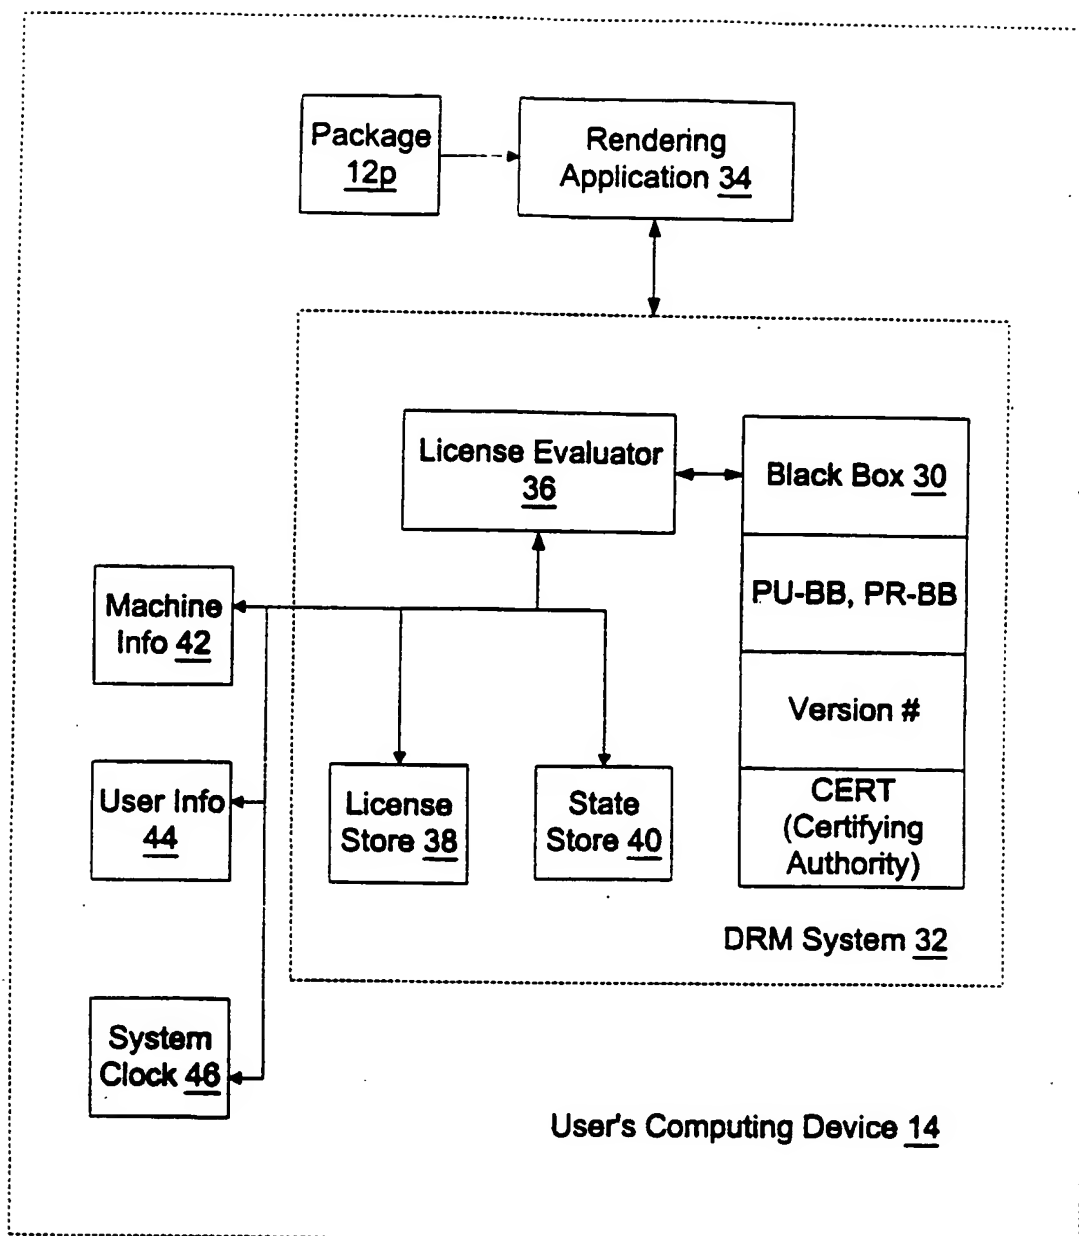 Package
12p
Rendering
Application 34
License Evaluator
36
Black Box 30
PU-BB, PR-BB
Version #
CERT
(Certifying
Authority)
Machine
Info 42
User Info
44
License
Store 38
State
Store 40
DRM System 32
System
Clock 46
User's Computing Device 14